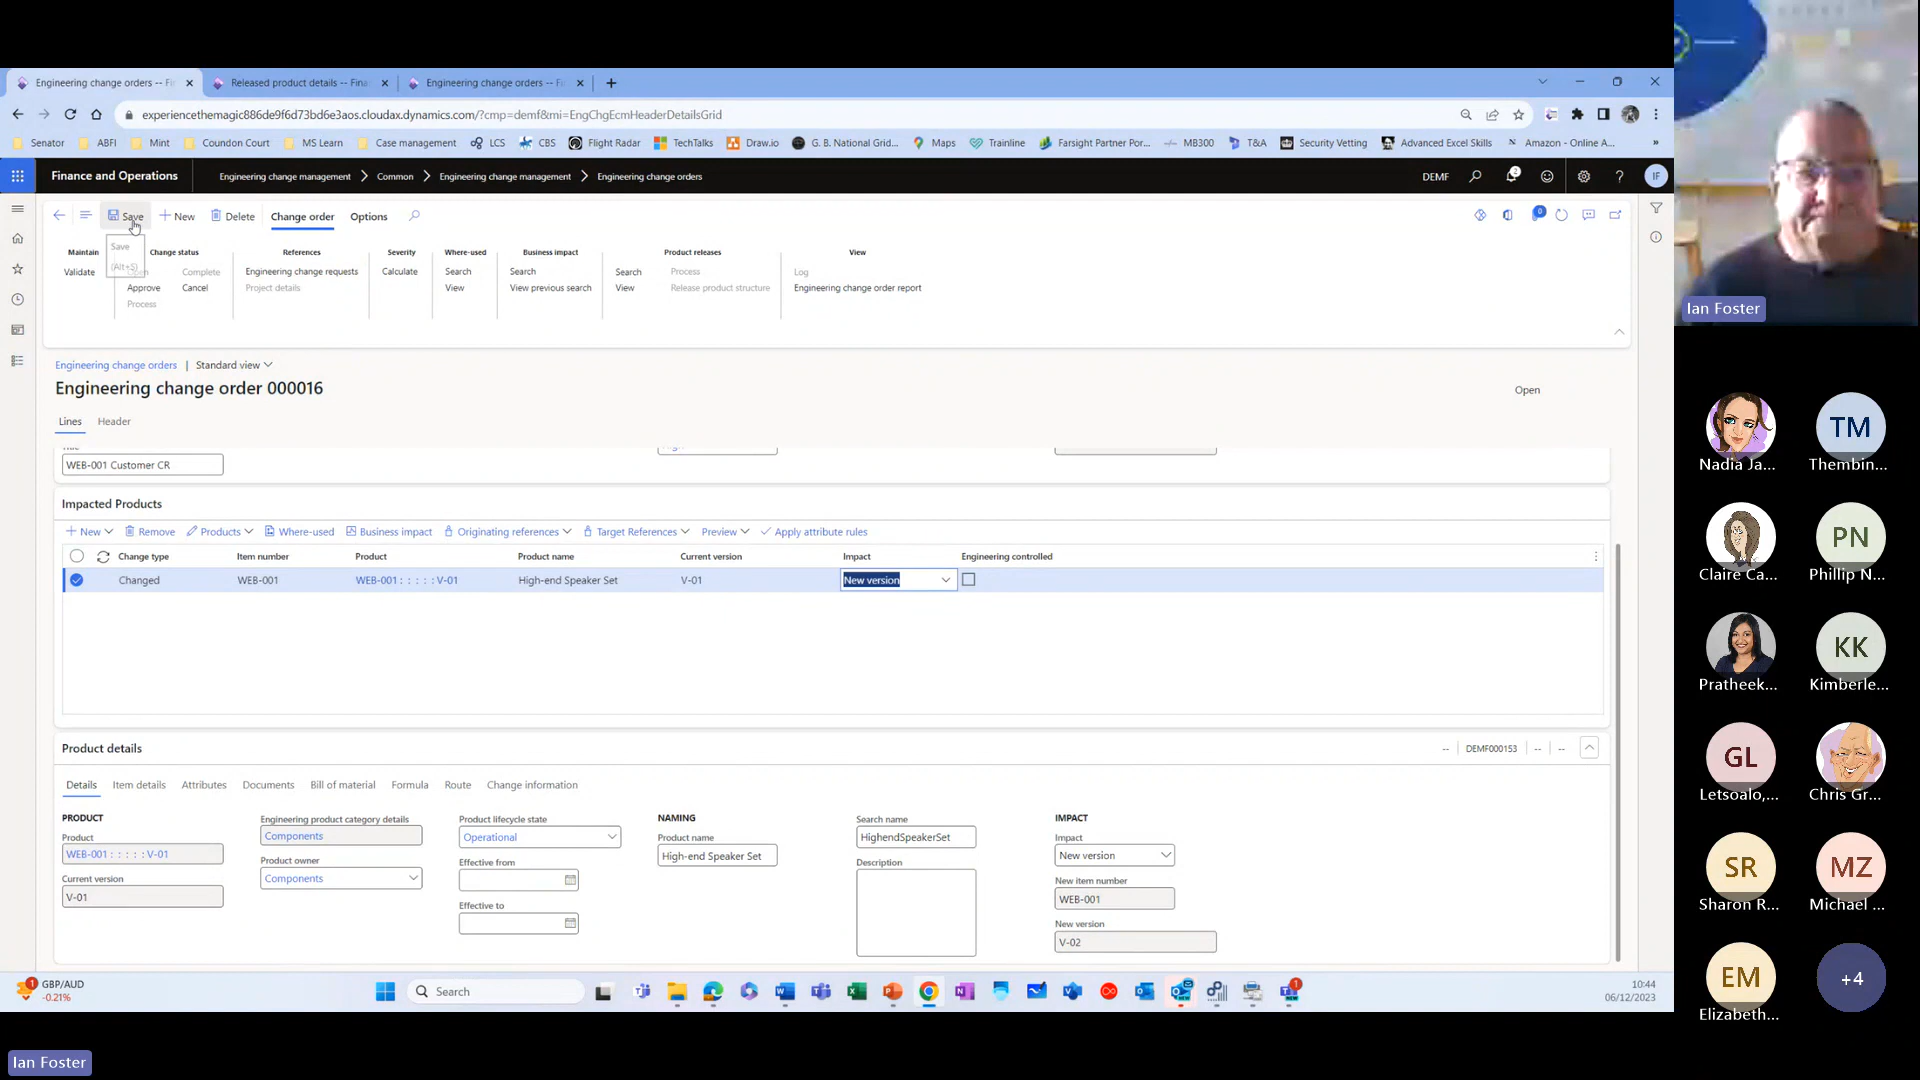 Engineering change orders -- Fi
Released product details -- Fina
Engineering change orders -- Fi
experiencethemagic886de9f6d73bd6e3aos.cloudax.dynamics.com/?cmp=demf&mi=EngChgEcmHeaderDetailsGrid
Senator
ABFI
Mint
Coundon Court
MS Learn
Case management
LCS
CBS
Flight Radar
TechTalks
Draw.io
G. B. National Grid...
Maps
Trainline
Farsight Partner Por...
MB300
T&A
Security Vetting
Advanced Excel Skills
Amazon - Online A...
»
Finance and Operations
Engineering change management
Common
Engineering change management
Engineering change orders
DEMF
2
?
IF
Save
New
Delete
Change order
Options
0
Save
(Alt+S)
Maintain
Validate
Change status
Approve
Process
Complete
Cancel
References
Engineering change requests
Project details
Severity
Calculate
Where-used
Search
View
Business impact
Search
View previous search
Product releases
Search
View
Process
Release product structure
View
Log
Engineering change order report
Engineering change orders | Standard view
Engineering change order 000016
Open
Lines
Header
WEB-001 Customer CR
Impacted Products
New
Remove
Products
Where-used
Business impact
Originating references
Target References
Preview
Apply attribute rules
Change type
Item number
Product
Product name
Current version
Impact
Engineering controlled
Changed
WEB-001
WEB-001 : : : : : V-01
High-end Speaker Set
V-01
New version
Product details
-- | DEMF000153 | -- | --
Details
Item details
Attributes
Documents
Bill of material
Formula
Route
Change information
PRODUCT
Product
WEB-001 : : : : : V-01
Current version
V-01
Engineering product category details
Components
Product owner
Components
Product lifecycle state
Operational
Effective from
Effective to
NAMING
Product name
High-end Speaker Set
Search name
HighendSpeakerSet
Description
IMPACT
Impact
New version
New item number
WEB-001
New version
V-02
1
GBP/AUD
-0.21%
Search
1
10:44
06/12/2023
Ian Foster
Nadia Ja...
TM
Thembin...
Claire Ca...
PN
Phillip N...
Pratheek...
KK
Kimberle...
GL
Letsoalo,...
Chris Gr...
SR
Sharon R...
MZ
Michael ...
EM
Elizabeth...
+4
Ian Foster